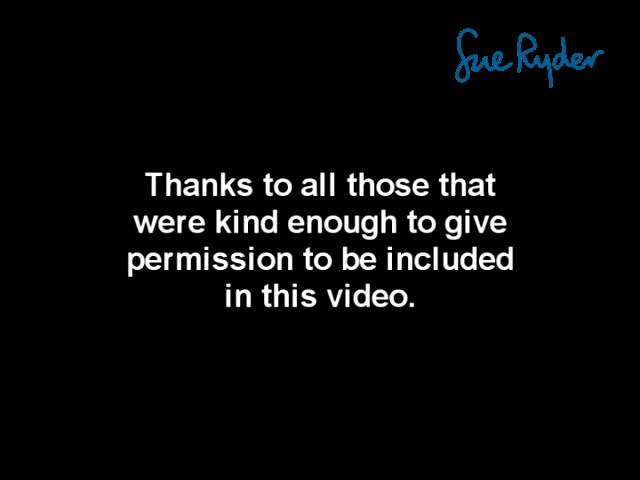 Sue Ryder
Thanks to all those that
were kind enough to give
permission to be included
in this video.